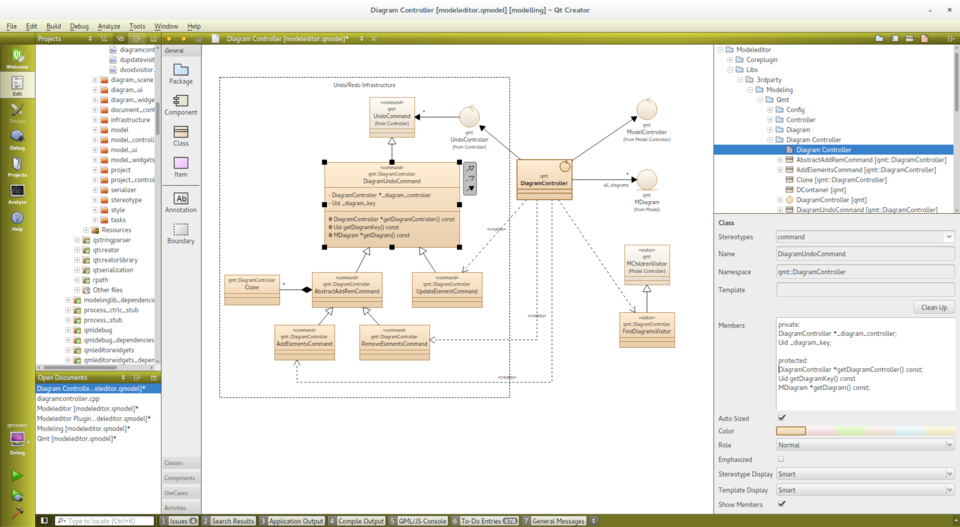 Diagram Controller [modeleditor.qmodel] [modelling] - Qt Creator
File Edit Build Debug Analyze Tools Window Help
Projects
Diagram Controller [modeleditor.qmodel]*
Welcome
Edit
Design
Debug
Projects
Analyze
Help
qtcreator
Debug
diagramcont
dupdatevisit
dvoidvisitor.
diagram_scene
diagram_ui
diagram_widge
document_con
infrastructure
model
model_controll
model_ui
model_widgets
project
project_control
serializer
stereotype
style
tasks
Resources
qstringparser
qtcreator
qtcreatorlibrary
qtserialization
rpath
Other files
modelinglib_dependencie
process_ctrlc_stub
process_stub
qmldebug
qmleditorwidgets
qmleditorwidgets_depen
Open Documents
Diagram Controlle...eleditor.qmodel]*
diagramcontroller.cpp
Modeleditor [modeleditor.qmodel]*
Modeleditor Plugin...deleditor.qmodel]*
Modeling [modeleditor.qmodel]*
Qmt [modeleditor.qmodel]*
General
Package
Component
Class
Item
Annotation
Boundary
Classes
Components
UseCases
Activities
Undo/Redo Infrastructure
«command»
qmt
UndoCommand
(from Controller)
*
qmt
UndoController
(from Controller)
«command»
qmt::DiagramController
DiagramUndoCommand
- DiagramController *_diagram_controller
- Uid _diagram_key
# DiagramController *getDiagramController() const
# Uid getDiagramKey() const
# MDiagram *getDiagram() const
qmt
DiagramController
qmt
ModelController
(from Model Controller)
all_diagrams
*
qmt
MDiagram
(from Model)
«creates»
«visitor»
qmt
MChildrenVisitor
(Model Controller)
«visitor»
qmt::DiagramController
FindDiagramsVisitor
qmt::DiagramController
Clone
*
«command»
qmt::DiagramController
AbstractAddRemCommand
«command»
qmt::DiagramController
UpdateElementCommand
«command»
qmt::DiagramController
AddElementsCommand
«command»
qmt::DiagramController
RemoveElementsCommand
«creates»
«creates»
Modeleditor
Coreplugin
Libs
3rdparty
Modeling
Qmt
Config
Controller
Diagram
Diagram Controller
Diagram Controller
AbstractAddRemCommand [qmt::DiagramController]
AddElementsCommand [qmt::DiagramController]
Clone [qmt::DiagramController]
DContainer [qmt]
DiagramController [qmt]
DiagramUndoCommand [qmt::DiagramController]
Class
Stereotypes: command
Name DiagramUndoCommand
Namespace qmt::DiagramController
Template
Clean Up
Members
private:
DiagramController *_diagram_controller;
Uid _diagram_key;
protected:
DiagramController *getDiagramController() const;
Uid getDiagramKey() const
MDiagram *getDiagram() const;
Auto Sized
Color
Role Normal
Emphasized
Stereotype Display Smart
Template Display Smart
Show Members
Type to locate (Ctrl+K)
1 Issues 4
2 Search Results
3 Application Output
4 Compile Output
5 QML/JS Console
6 To-Do Entries 878
7 General Messages